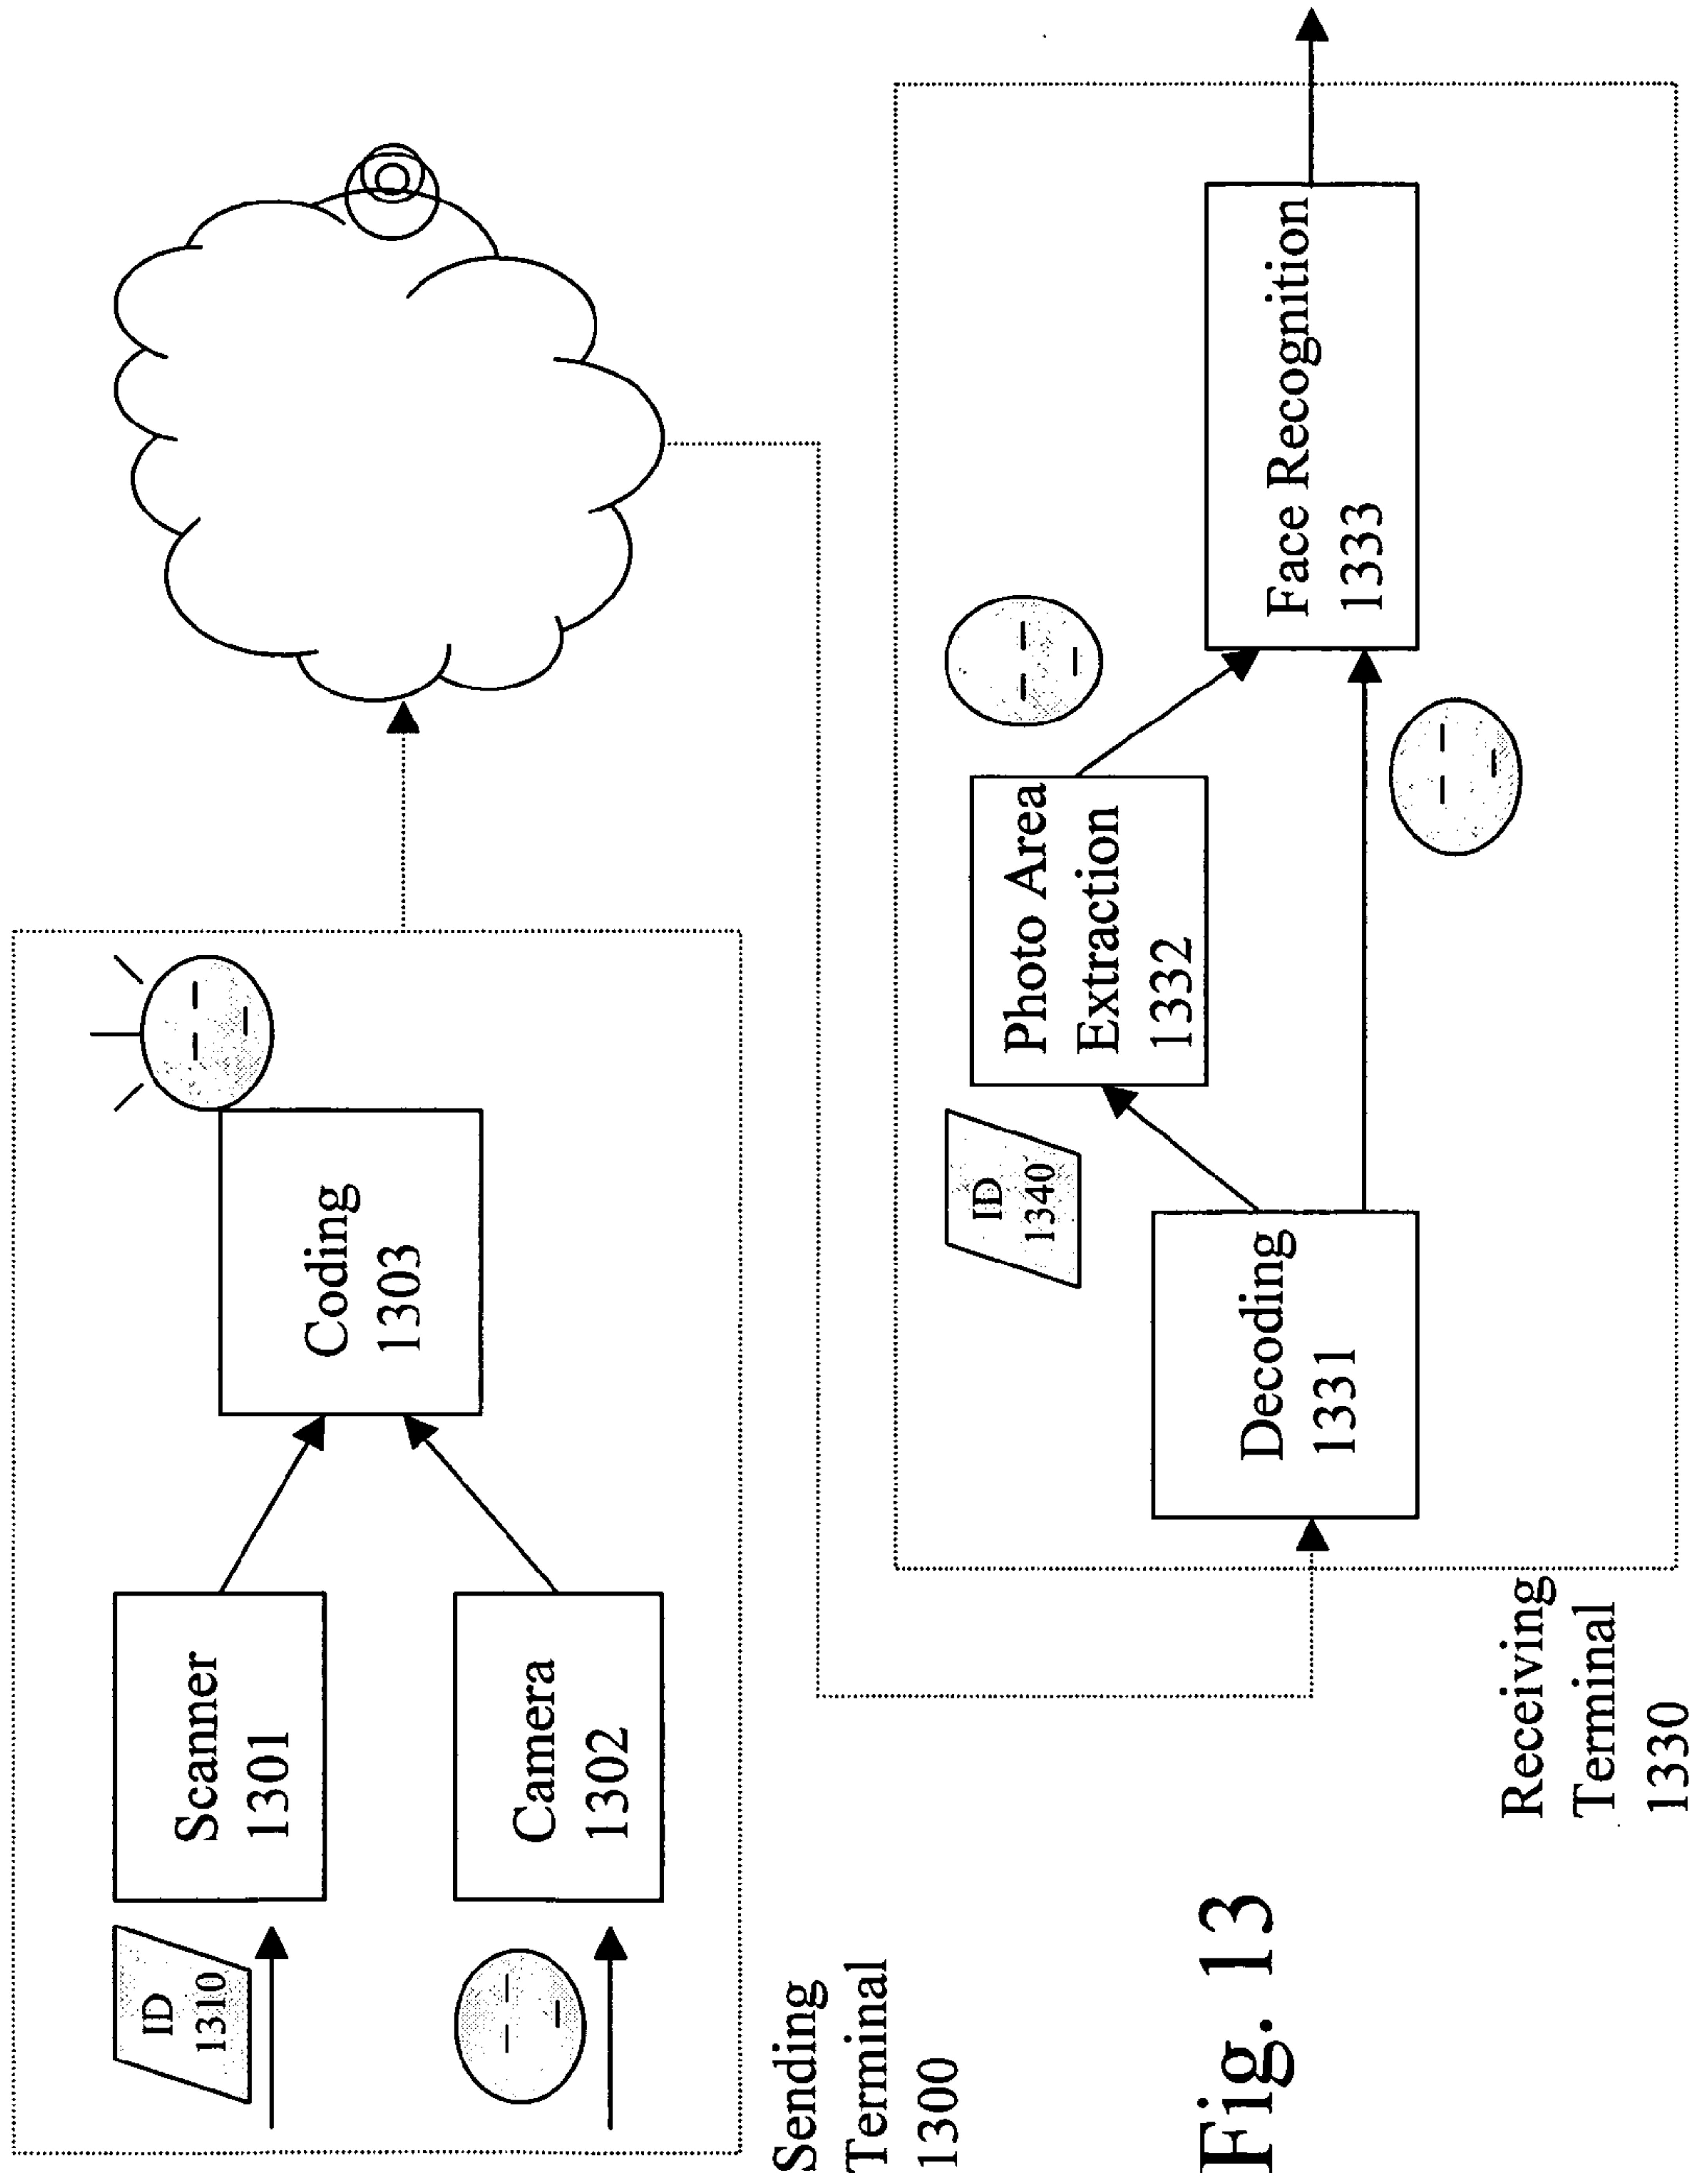 ID
1310
Scanner
1301
Camera
1302
Coding
1303
Sending
Terminal
1300
ID
1340
Decoding
1331
Photo Area
Extraction
1332
Face Recognition
1333
Receiving
Terminal
1330
Fig. 13